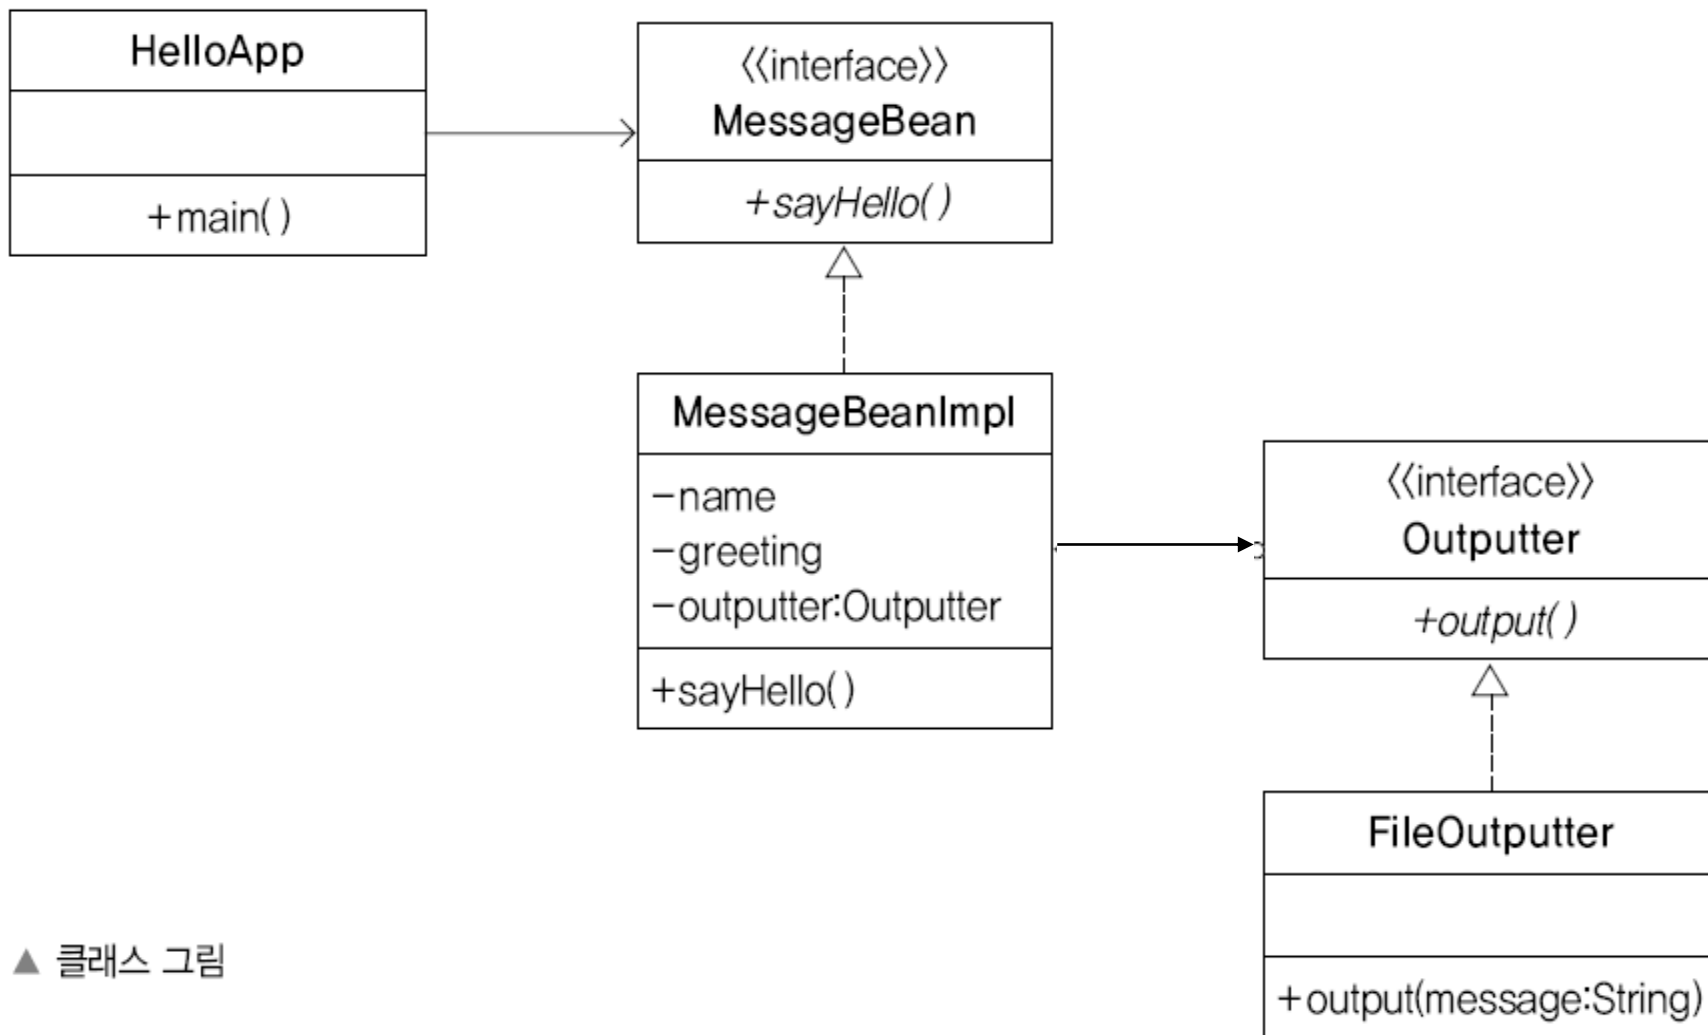 HelloApp
+main()
《interface》
MessageBean
+sayHello()
MessageBeanImpl
-name
-greeting
-outputter:Outputter
+sayHello()
《interface》
Outputter
+output()
FileOutputter
+output(message:String)
▲ 클래스 그림